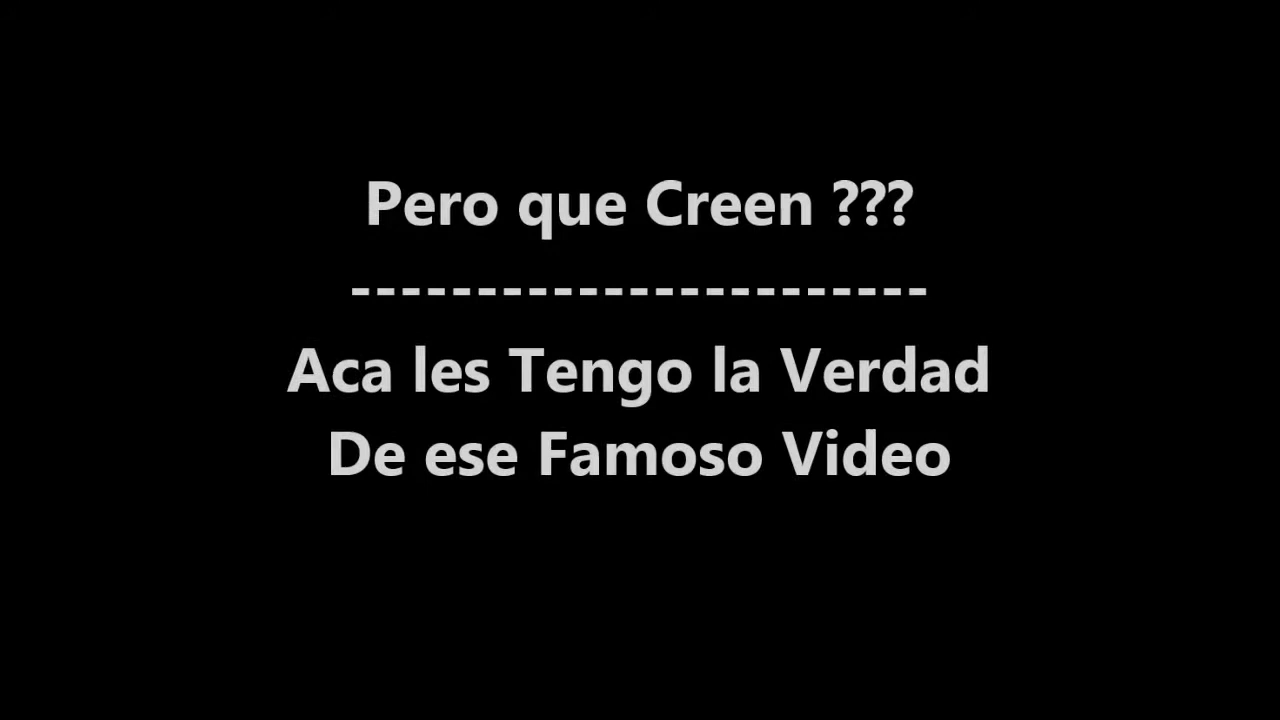 Pero que Creen ???
-----------------------
Aca les Tengo la Verdad
De ese Famoso Video